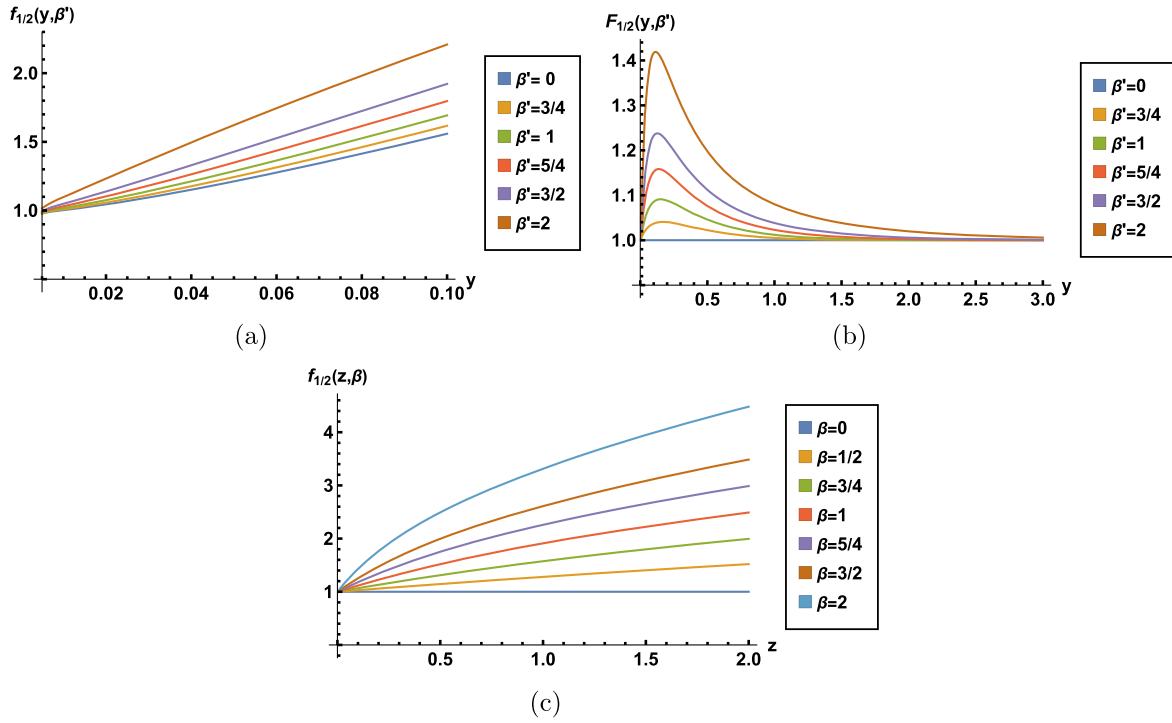 f1/2(y,β')
2.0
1.5
1.0
0.02 0.04 0.06 0.08 0.10 y
β'= 0
β'=3/4
β'= 1
β'=5/4
β'=3/2
β'=2
(a)
F1/2(y,β')
1.4
1.3
1.2
1.1
1.0
0.5 1.0 1.5 2.0 2.5 3.0 y
β'=0
β'=3/4
β'=1
β'=5/4
β'=3/2
β'=2
(b)
f1/2(z,β)
4
3
2
1
0.5 1.0 1.5 2.0 z
β=0
β=1/2
β=3/4
β=1
β=5/4
β=3/2
β=2
(c)